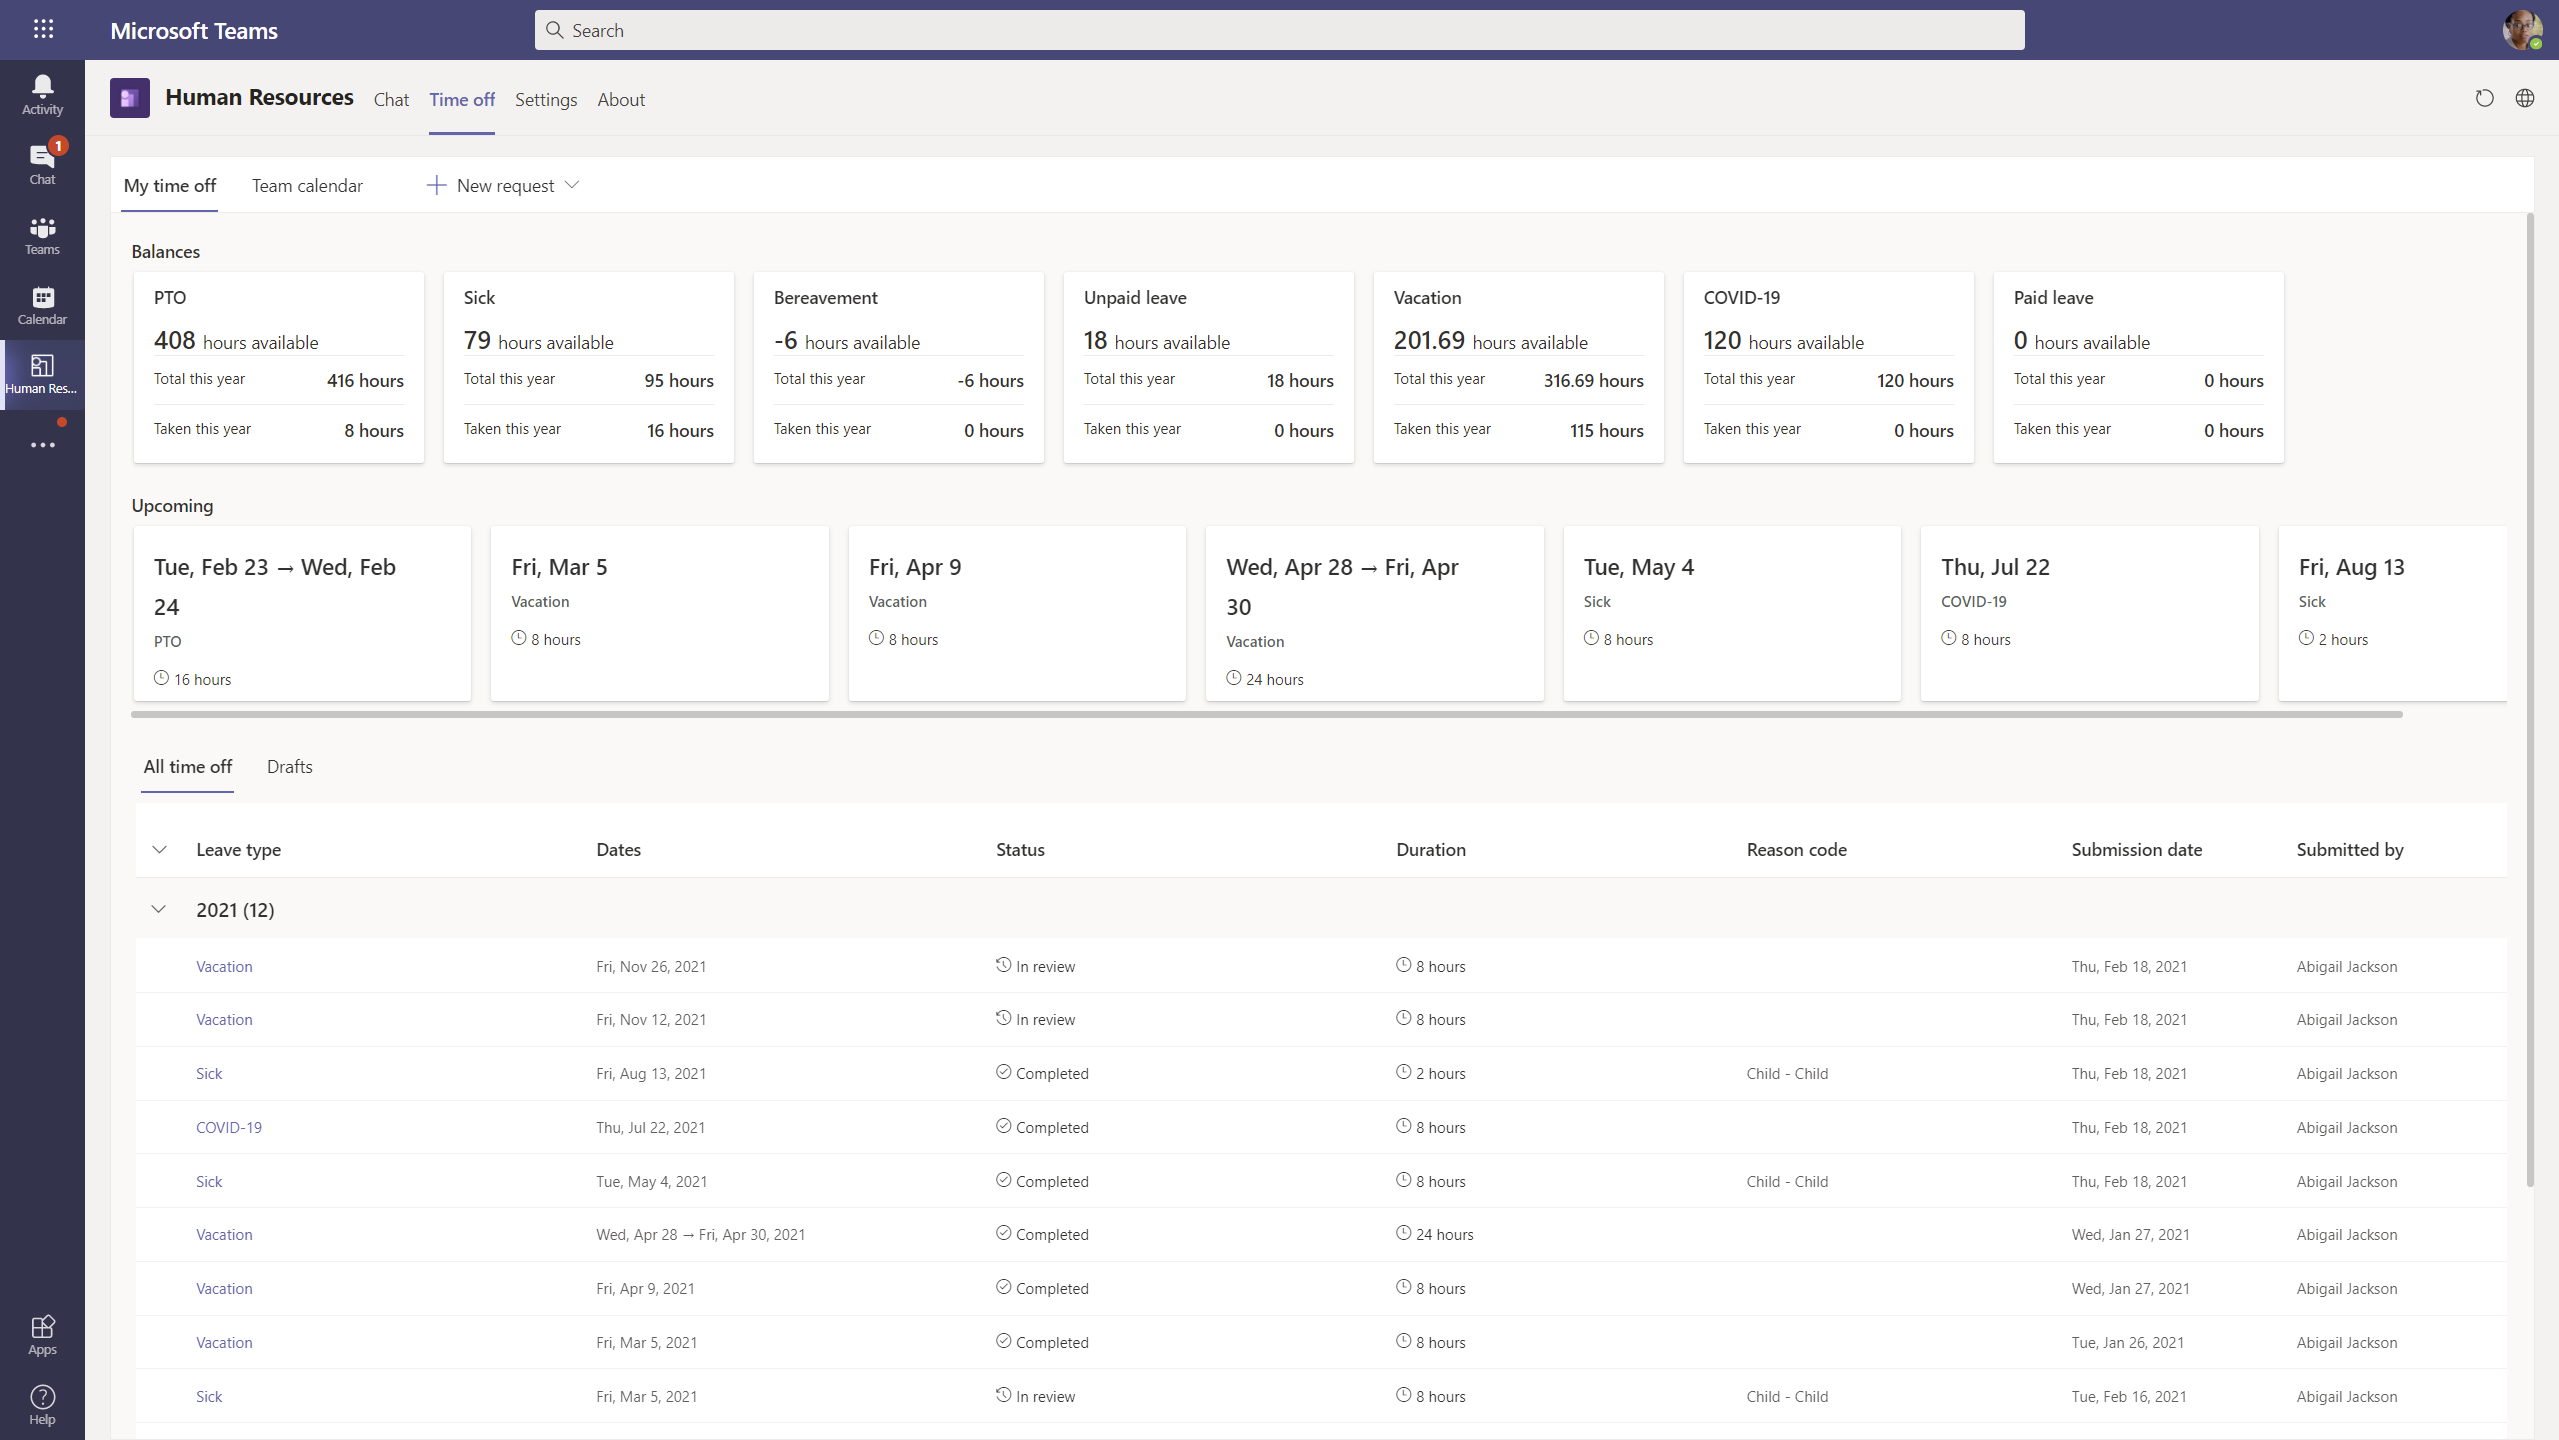 Microsoft Teams
Search
Activity
1
Chat
Teams
Calendar
Human Res...
Apps
Help
Human Resources
Chat
Time off
Settings
About
My time off
Team calendar
New request
Balances
PTO
408 hours available
Total this year 416 hours
Taken this year 8 hours
Sick
79 hours available
Total this year 95 hours
Taken this year 16 hours
Bereavement
-6 hours available
Total this year -6 hours
Taken this year 0 hours
Unpaid leave
18 hours available
Total this year 18 hours
Taken this year 0 hours
Vacation
201.69 hours available
Total this year 316.69 hours
Taken this year 115 hours
COVID-19
120 hours available
Total this year 120 hours
Taken this year 0 hours
Paid leave
0 hours available
Total this year 0 hours
Taken this year 0 hours
Upcoming
Tue, Feb 23 → Wed, Feb
24
PTO
16 hours
Fri, Mar 5
Vacation
8 hours
Fri, Apr 9
Vacation
8 hours
Wed, Apr 28 → Fri, Apr
30
Vacation
24 hours
Tue, May 4
Sick
8 hours
Thu, Jul 22
COVID-19
8 hours
Fri, Aug 13
Sick
2 hours
All time off
Drafts
Leave type Dates Status Duration Reason code Submission date Submitted by
2021 (12)
Vacation Fri, Nov 26, 2021 In review 8 hours Thu, Feb 18, 2021 Abigail Jackson
Vacation Fri, Nov 12, 2021 In review 8 hours Thu, Feb 18, 2021 Abigail Jackson
Sick Fri, Aug 13, 2021 Completed 2 hours Child - Child Thu, Feb 18, 2021 Abigail Jackson
COVID-19 Thu, Jul 22, 2021 Completed 8 hours Thu, Feb 18, 2021 Abigail Jackson
Sick Tue, May 4, 2021 Completed 8 hours Child - Child Thu, Feb 18, 2021 Abigail Jackson
Vacation Wed, Apr 28 → Fri, Apr 30, 2021 Completed 24 hours Wed, Jan 27, 2021 Abigail Jackson
Vacation Fri, Apr 9, 2021 Completed 8 hours Wed, Jan 27, 2021 Abigail Jackson
Vacation Fri, Mar 5, 2021 Completed 8 hours Tue, Jan 26, 2021 Abigail Jackson
Sick Fri, Mar 5, 2021 In review 8 hours Child - Child Tue, Feb 16, 2021 Abigail Jackson